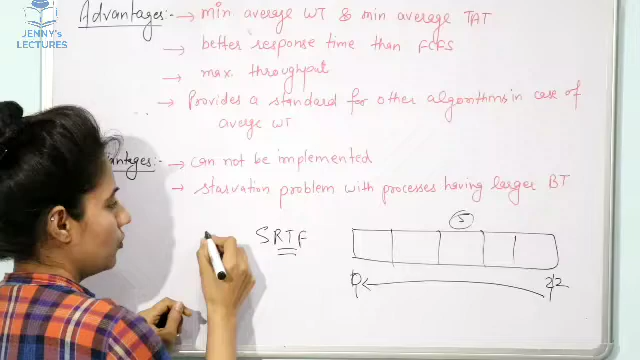 JENNY's
LECTURES
Advantages:- → min average WT & min average TAT
→ better response time than FCFS
→ max. throughput
→ Provides a standard for other algorithms in case of
averge WT
antages:- → can not be implemented
→ starvation problem with processes having larger BT
5
SRTF
0 22